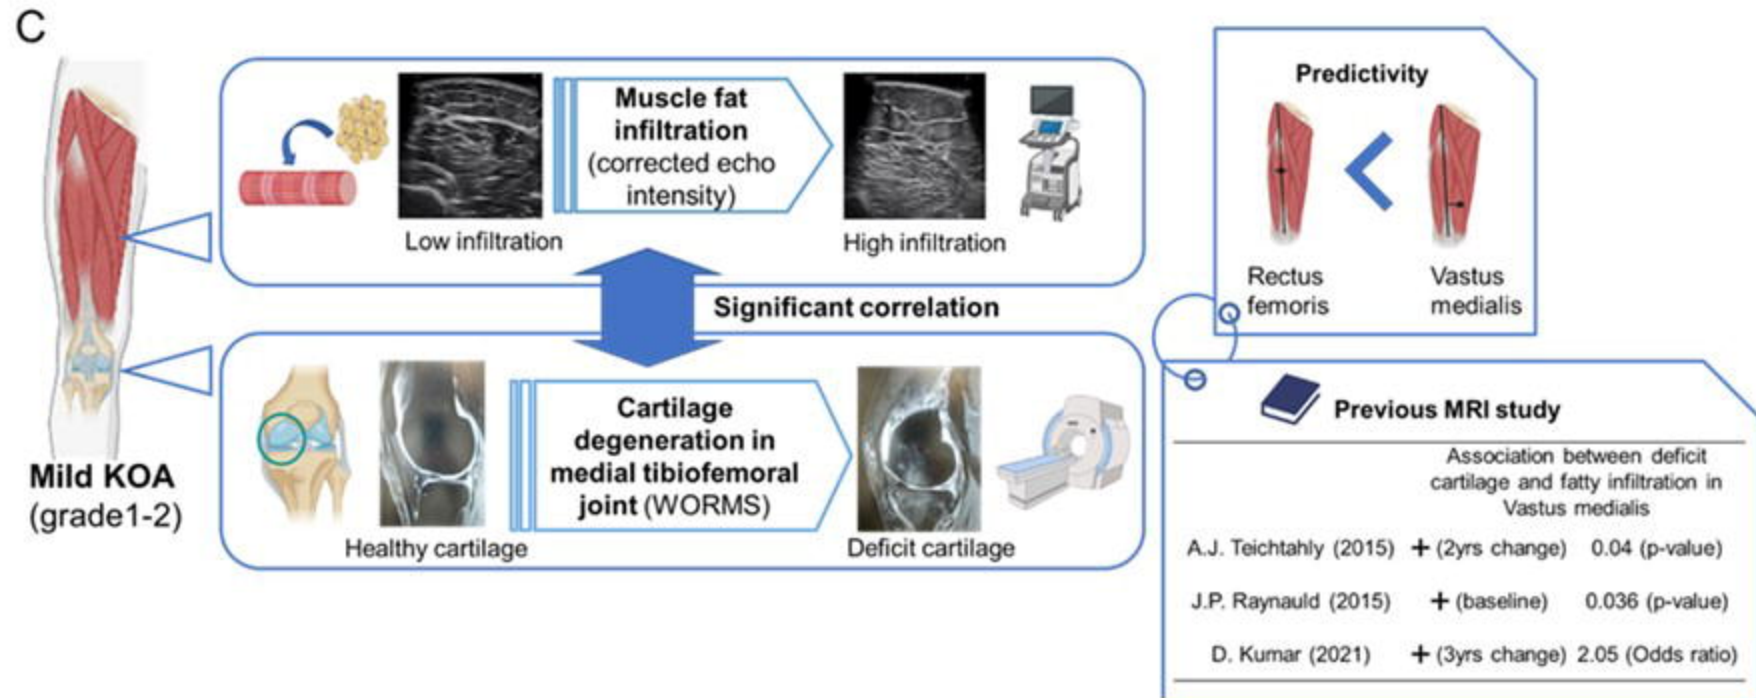 C
Mild KOA
(grade1-2)
Muscle fat
infiltration
(corrected echo
intensity)
Low infiltration
High infiltration
Significant correlation
Cartilage
degeneration in
medial tibiofemoral
joint (WORMS)
Healthy cartilage
Deficit cartilage
Predictivity
<
Rectus
femoris
Vastus
medialis
Previous MRI study
Association between deficit
cartilage and fatty infiltration in
Vastus medialis
A.J. Teichtahly (2015) + (2yrs change) 0.04 (p-value)
J.P. Raynauld (2015) + (baseline) 0.036 (p-value)
D. Kumar (2021) + (3yrs change) 2.05 (Odds ratio)